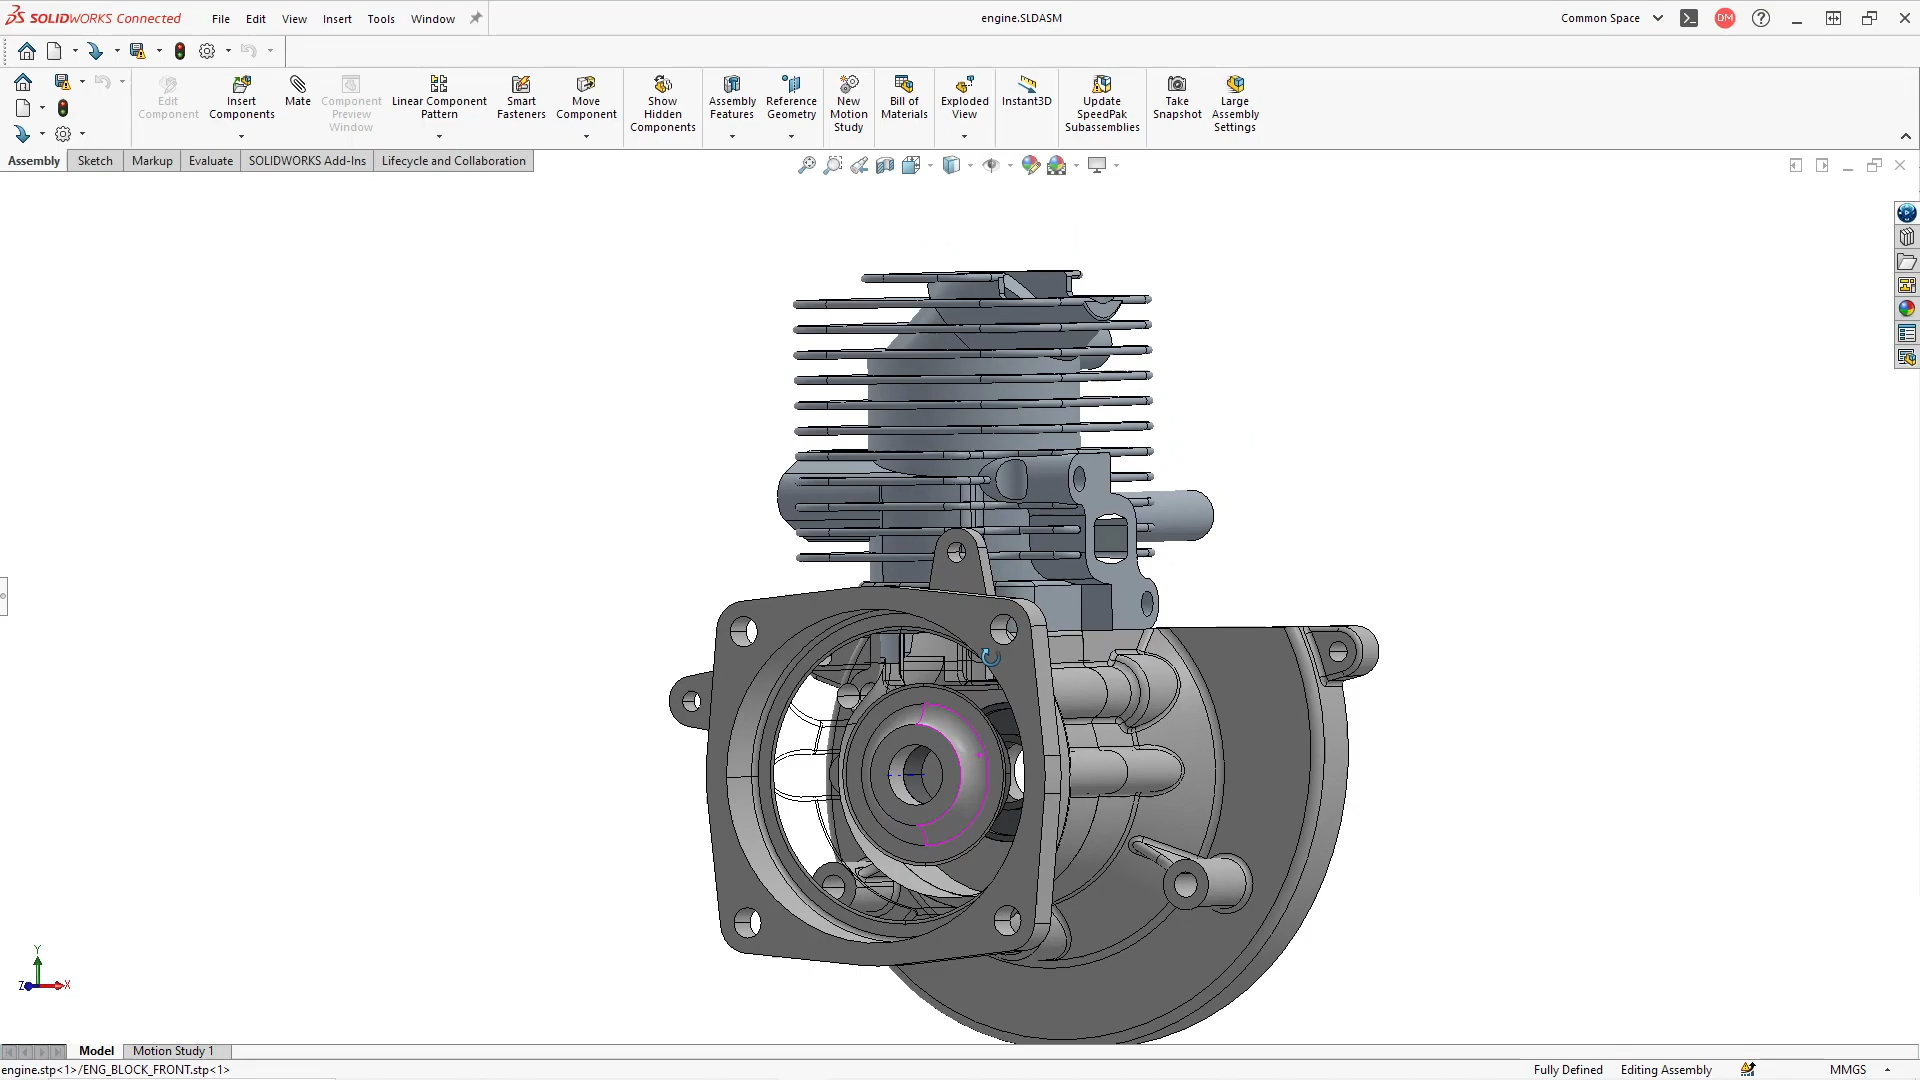 SOLIDWORKS Connected
File Edit View Insert Tools Window
engine.SLDASM
Common Space
DM
Edit Component
Insert Components
Mate
Component Preview Window
Linear Component Pattern
Smart Fasteners
Move Component
Show Hidden Components
Assembly Features
Reference Geometry
New Motion Study
Bill of Materials
Exploded View
Instant3D
Update SpeedPak Subassemblies
Take Snapshot
Large Assembly Settings
Assembly Sketch Markup Evaluate SOLIDWORKS Add-Ins Lifecycle and Collaboration
Y
Z X
Model Motion Study 1
engine.stp<1>/ENG_BLOCK_FRONT.stp<1>
Fully Defined Editing Assembly MMGS